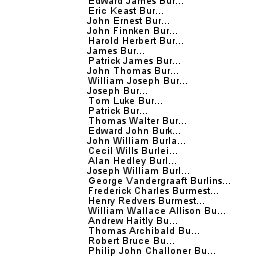 Edward James Bur...
Eric Keast Bur...
John Ernest Bur...
John Finnken Bur...
Harold Herbert Bur...
James Bur...
Patrick James Bur...
John Thomas Bur...
William Joseph Bur...
Joseph Bur...
Tom Luke Bur...
Patrick Bur...
Thomas Walter Bur...
Edward John Burk...
John William Burla...
Cecil Wills Burlei...
Alan Hedley Burl...
Joseph William Burl...
George Vandergraaft Burlins...
Frederick Charles Burmest...
Henry Redvers Burmest...
William Wallace Allison Bu...
Andrew Haitly Bu...
Thomas Archibald Bu...
Robert Bruce Bu...
Philip John Challoner Bu...